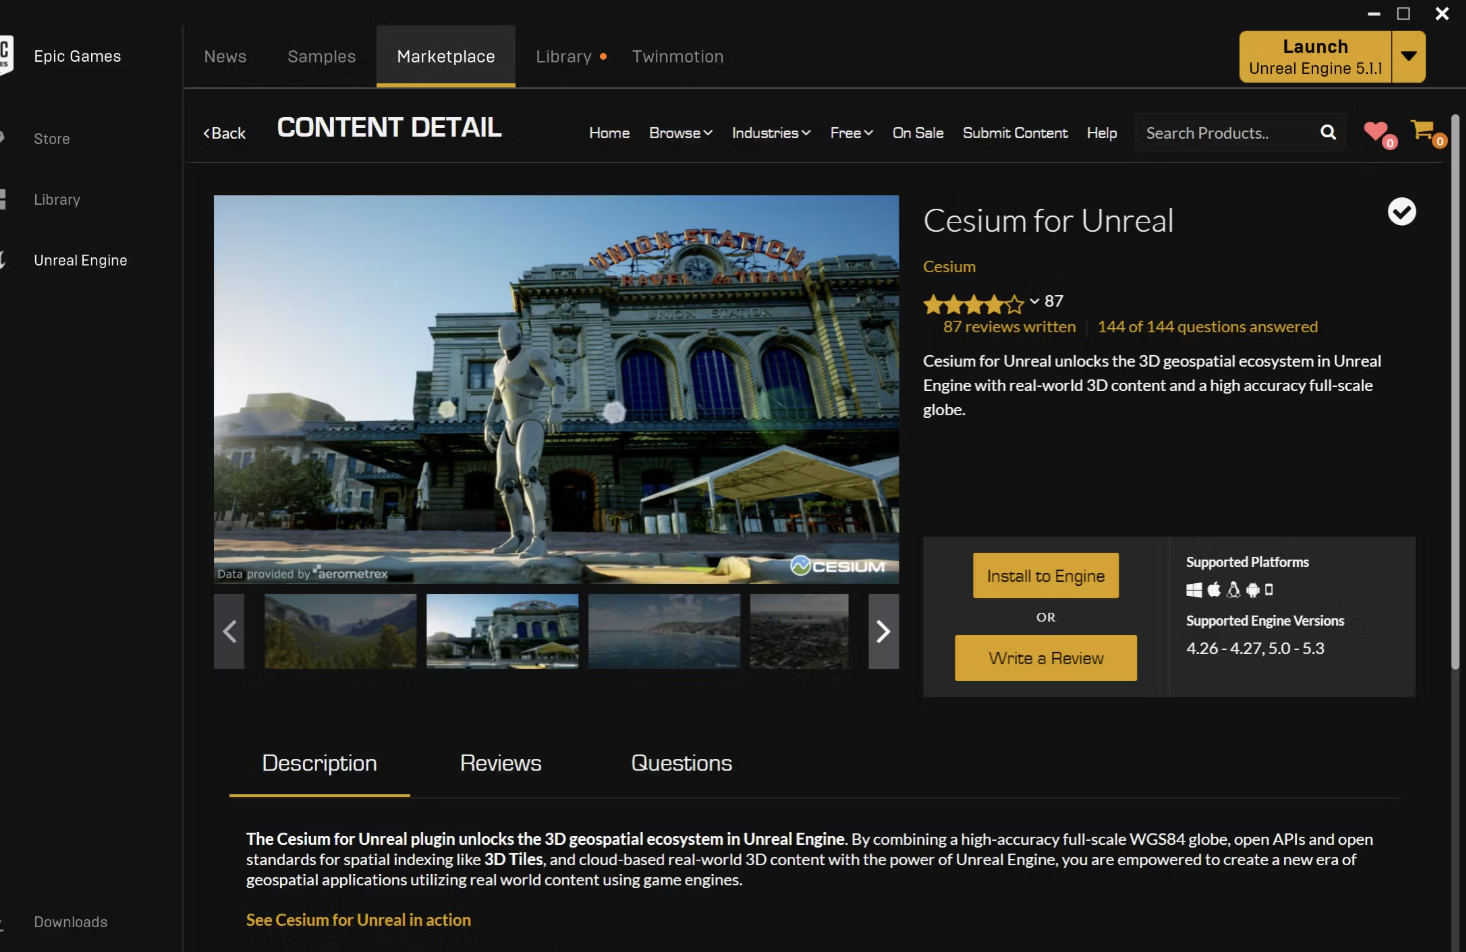 Epic Games
News
Samples
Marketplace
Library
Twinmotion
Launch
Unreal Engine 5.1.1
Store
Library
Unreal Engine
Downloads
Back
CONTENT DETAIL
Home
Browse
Industries
Free
On Sale
Submit Content
Help
Search Products..
0
0
UNION STATION
TRAVEL by TRAIN
UNION STATION
Data provided by aerometrex
CESIUM
Cesium for Unreal
Cesium
87
87 reviews written
144 of 144 questions answered
Cesium for Unreal unlocks the 3D geospatial ecosystem in Unreal
Engine with real-world 3D content and a high accuracy full-scale
globe.
Install to Engine
OR
Write a Review
Supported Platforms
Supported Engine Versions
4.26 - 4.27, 5.0 - 5.3
Description
Reviews
Questions
The Cesium for Unreal plugin unlocks the 3D geospatial ecosystem in Unreal Engine. By combining a high-accuracy full-scale WGS84 globe, open APIs and open
standards for spatial indexing like 3D Tiles, and cloud-based real-world 3D content with the power of Unreal Engine, you are empowered to create a new era of
geospatial applications utilizing real world content using game engines.
See Cesium for Unreal in action